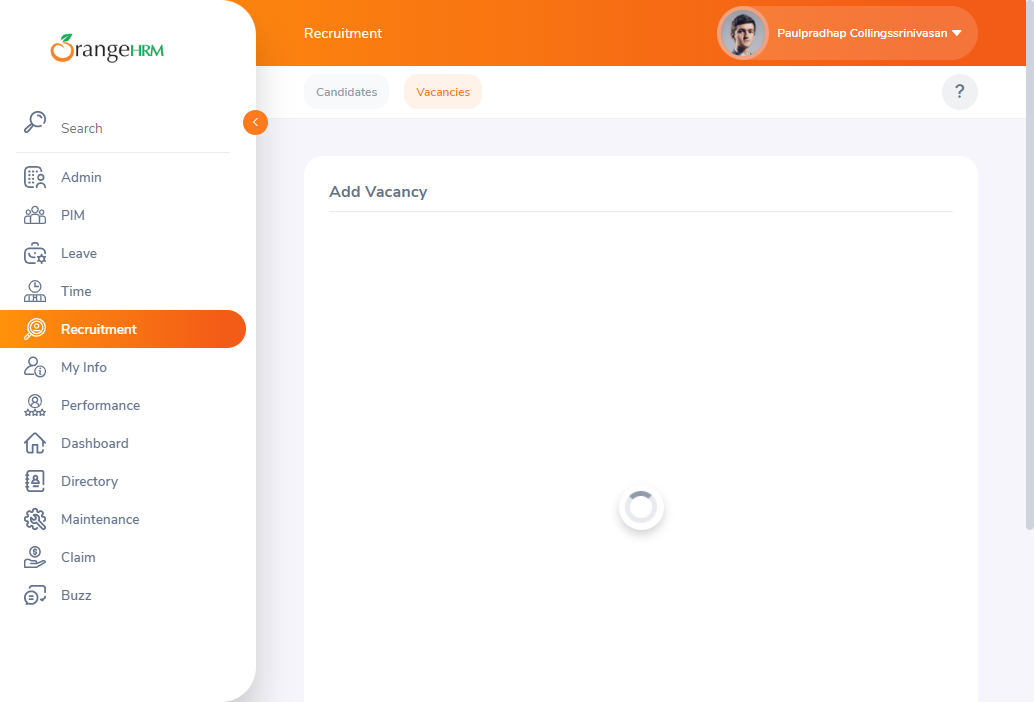 OrangeHRM
Recruitment
Paulpradhap Collingssrinivasan
Candidates
Vacancies
?
Search
Admin
PIM
Leave
Time
Recruitment
My Info
Performance
Dashboard
Directory
Maintenance
Claim
Buzz
Add Vacancy